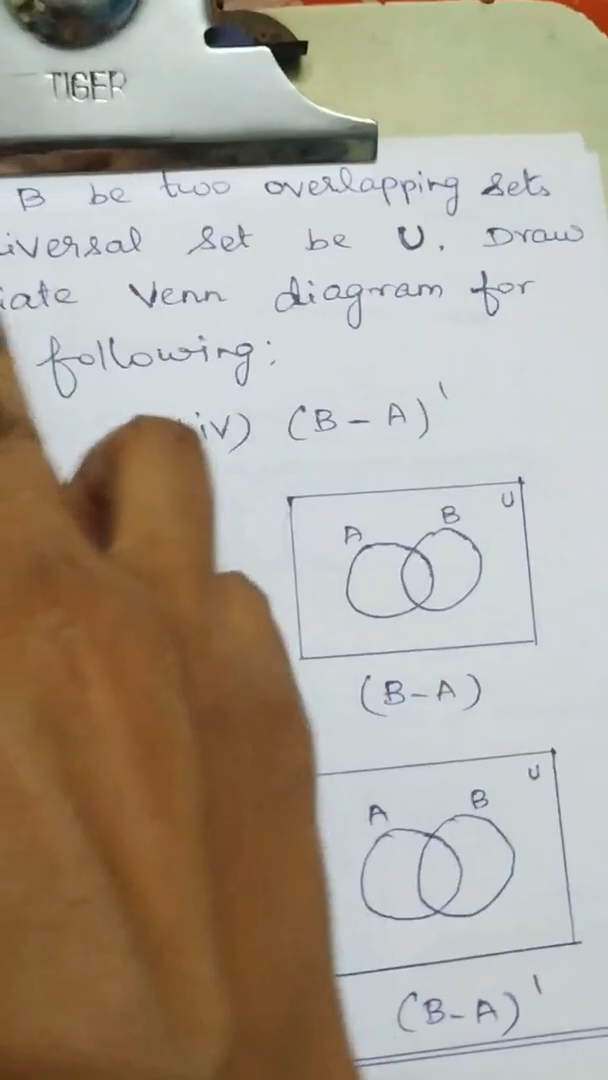 TIGER
B be two overlapping sets
iversal set be U. Draw
iate Venn diagram for
following:
iv) (B - A)'
U
A B
(B-A)
U
A B
(B-A)'